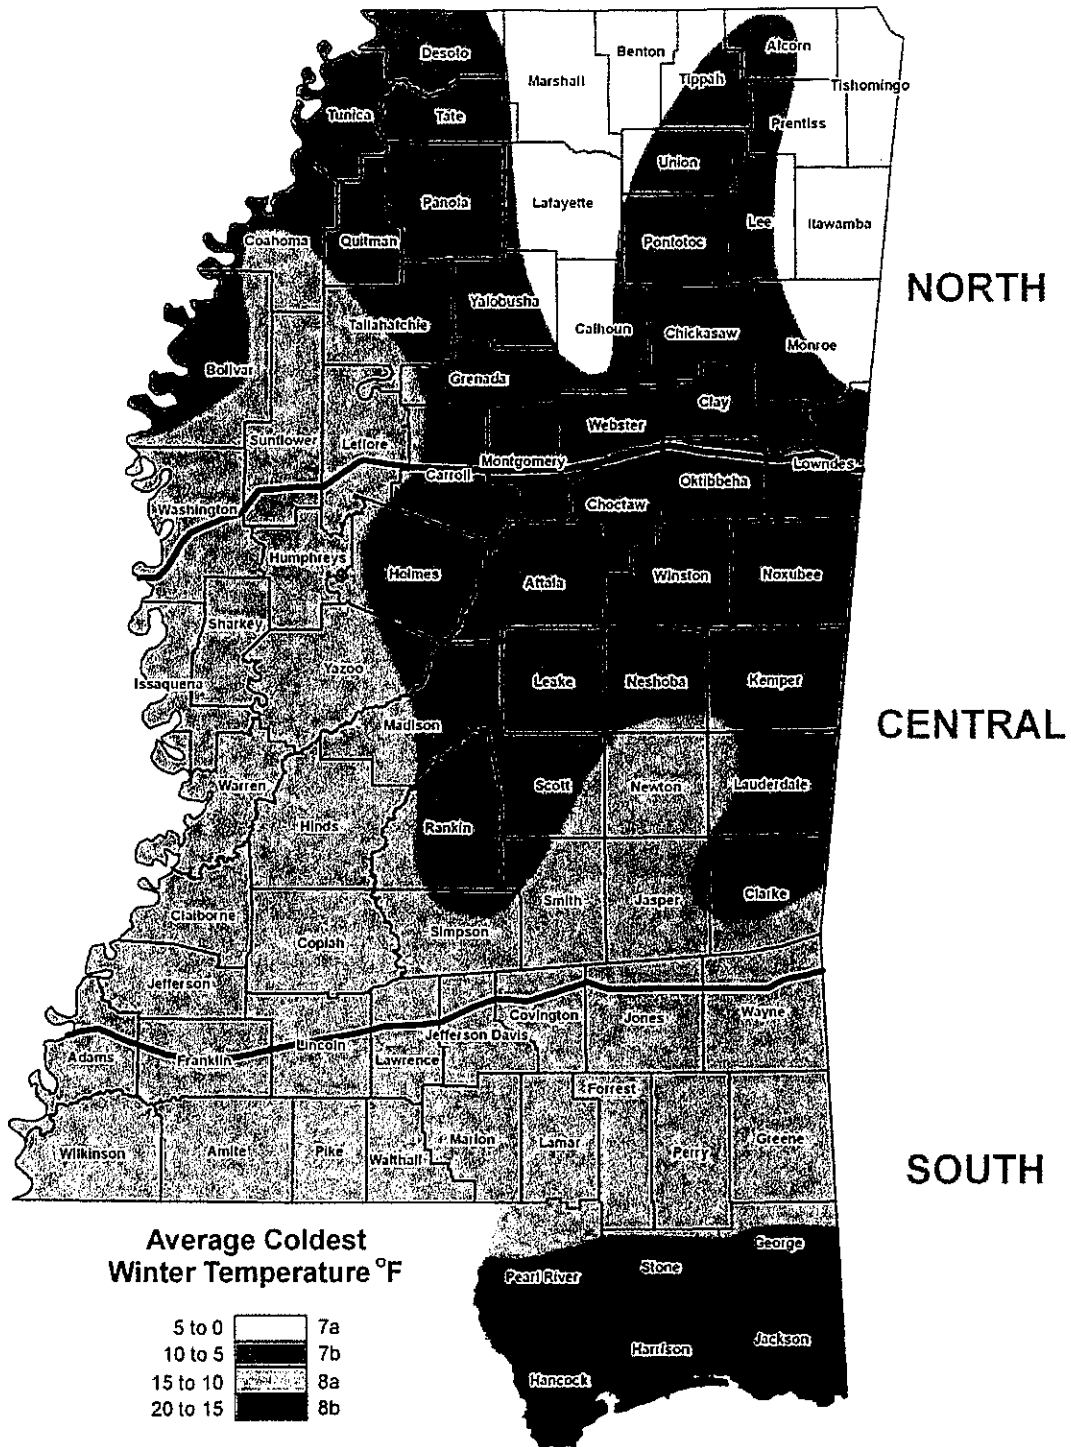 Desoto
Benton
Alcorn
Marshall
Tippah
Tishomingo
Tunica
Tate
Prentiss
Union
Panola
Lafayette
Lee
Itawamba
Coahoma
Quitman
Pontotoc
NORTH
Yalobusha
Tallahatchie
Calhoun
Chickasaw
Monroe
Bolivar
Grenada
Clay
Webster
Sunflower
Leflore
Montgomery
Lowndes
Carroll
Oktibbeha
Washington
Choctaw
Humphreys
Holmes
Attala
Winston
Noxubee
Sharkey
Yazoo
Issaquena
Leake
Neshoba
Kemper
Madison
CENTRAL
Warren
Scott
Newton
Lauderdale
Hinds
Rankin
Smith
Jasper
Clarke
Claiborne
Copiah
Simpson
Jefferson
Covington
Jones
Wayne
Adams
Franklin
Lincoln
Lawrence
Jefferson Davis
Forrest
Wilkinson
Amite
Pike
Walthall
Marion
Lamar
Perry
Greene
SOUTH
Average Coldest
Winter Temperature °F
George
Pearl River
Stone
5 to 0 7a
10 to 5 7b
15 to 10 8a
20 to 15 8b
Harrison
Jackson
Hancock